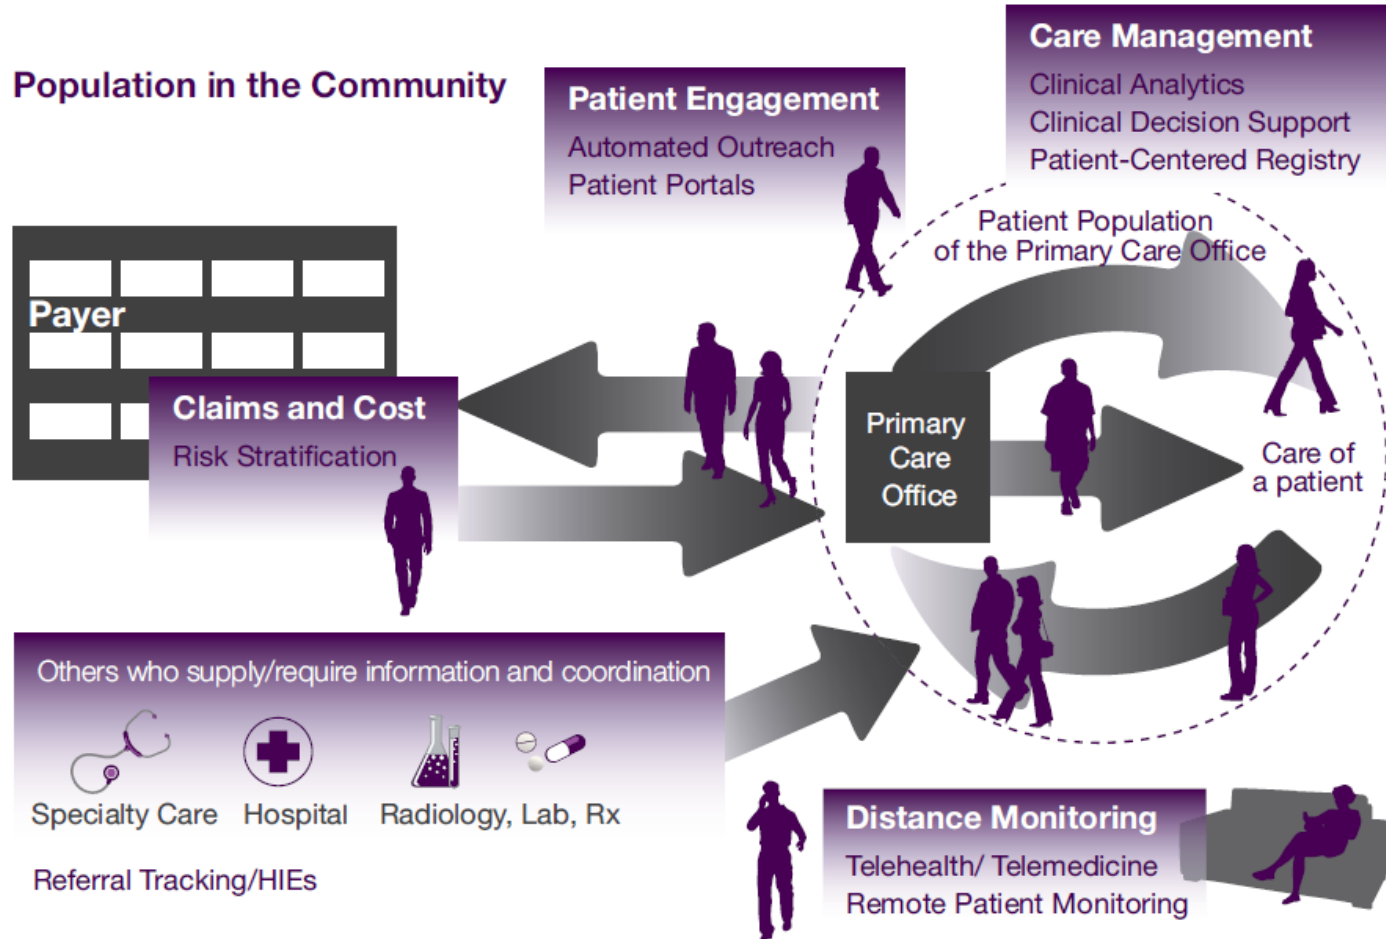 Population in the Community
Patient Engagement
Automated Outreach
Patient Portals
Care Management
Clinical Analytics
Clinical Decision Support
Patient-Centered Registry
Patient Population
of the Primary Care Office
Payer
Claims and Cost
Risk Stratification
Primary
Care
Office
Care of
a patient
Others who supply/require information and coordination
Specialty Care
Hospital
Radiology, Lab, Rx
Referral Tracking/HIEs
Distance Monitoring
Telehealth/ Telemedicine
Remote Patient Monitoring